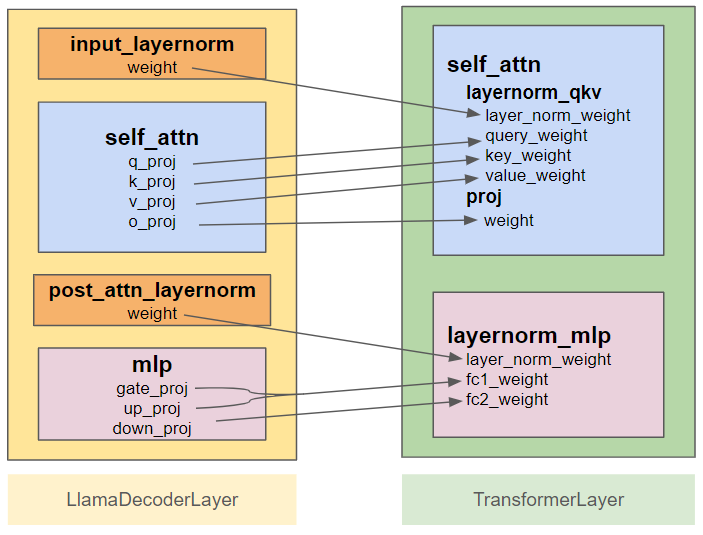 input_layernorm
weight
self_attn
q_proj
k_proj
v_proj
o_proj
post_attn_layernorm
weight
mlp
gate_proj
up_proj
down_proj
LlamaDecoderLayer
self_attn
layernorm_qkv
layer_norm_weight
query_weight
key_weight
value_weight
proj
weight
layernorm_mlp
layer_norm_weight
fc1_weight
fc2_weight
TransformerLayer